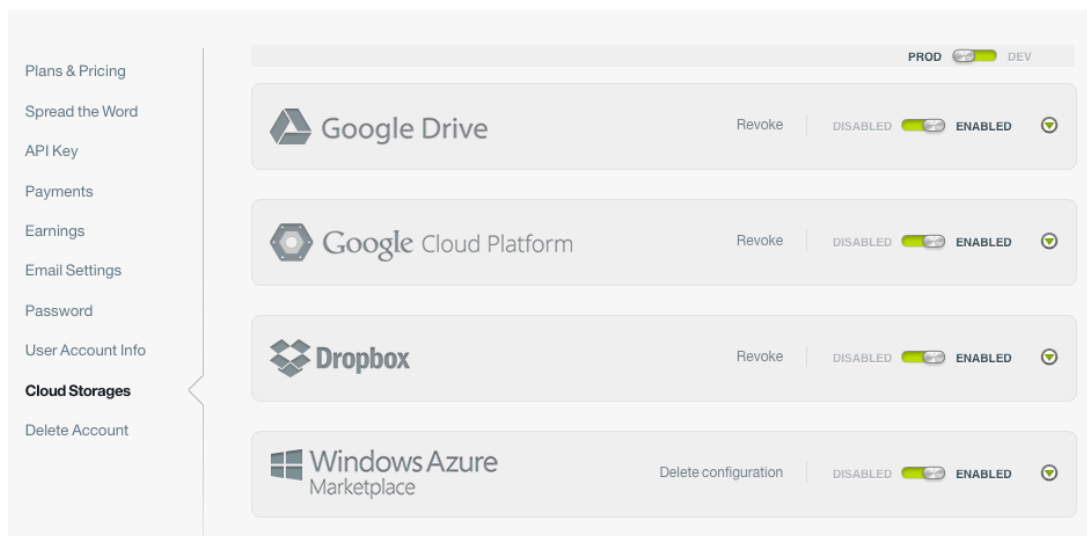 PROD DEV
Plans & Pricing
Spread the Word
API Key
Payments
Earnings
Email Settings
Password
User Account Info
Cloud Storages
Delete Account
Google Drive Revoke DISABLED ENABLED
Google Cloud Platform Revoke DISABLED ENABLED
Dropbox Revoke DISABLED ENABLED
Windows Azure
Marketplace Delete configuration DISABLED ENABLED